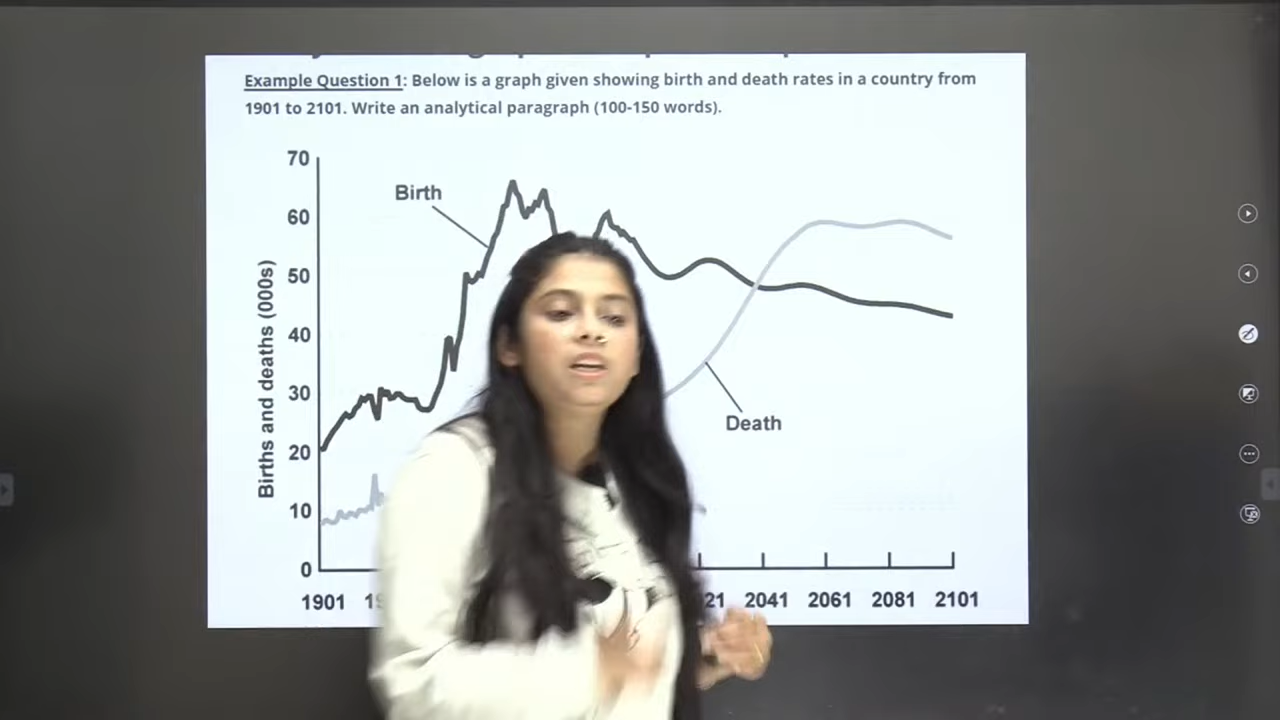 Example Question 1: Below is a graph given showing birth and death rates in a country from
1901 to 2101. Write an analytical paragraph (100-150 words).
70
Birth
60
50
40
30
Death
20
10
0
Births and deaths (000s)
1901
21 2041 2061 2081 2101